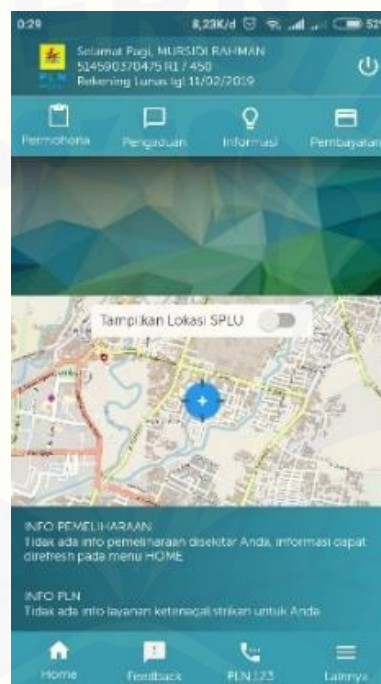 0:29 8,23K/d 52
Selamat Pagi, MURSIDI RAHMAN
514590370475 R1 / 450
Rekening Lunas tgl 11/02/2019
PLN
Permohona Pengaduan Informasi Pembayaran
Tampilkan Lokasi SPLU
INFO PEMELIHARAAN
Tidak ada info pemeliharaan disekitar Anda, informasi dapat
direfresh pada menu HOME
INFO PLN
Tidak ada info layanan ketenagalistrikan untuk Anda
Home Feedback PLN 123 Lainnya